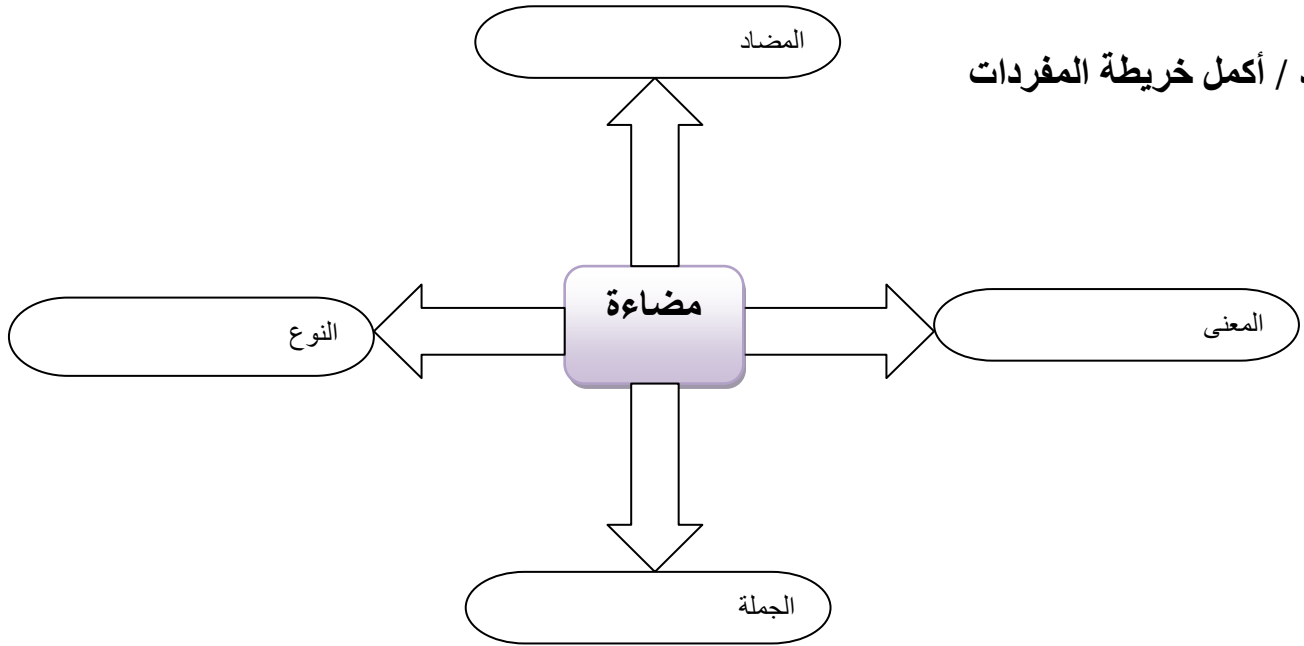 المضاد
/ أكمل خريطة المفردات
مضاءة
المعنى
النوع
الجملة